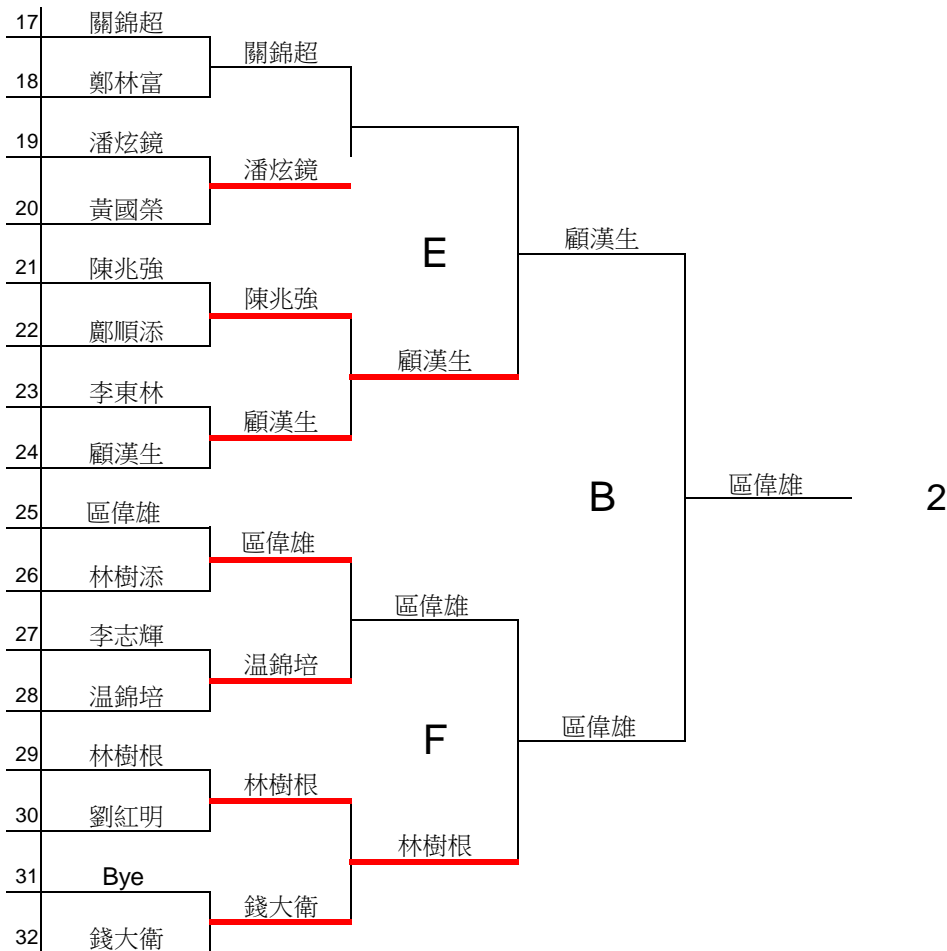 17 關錦超
關錦超
18 鄭林富
19 潘炫鏡
潘炫鏡
20 黃國榮
E
顧漢生
21 陳兆強
陳兆強
22 鄺順添
顧漢生
23 李東林
顧漢生
24 顧漢生
B
區偉雄
2
25 區偉雄
區偉雄
26 林樹添
區偉雄
27 李志輝
温錦培
28 温錦培
F
區偉雄
29 林樹根
林樹根
30 劉紅明
林樹根
31 Bye
錢大衛
32 錢大衛